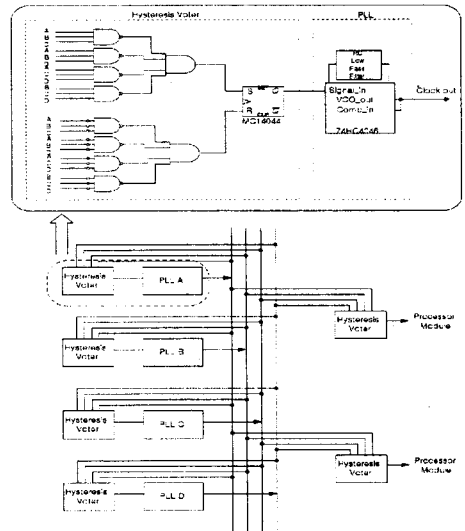 Hysteresis Voter
PLL
RC
Low
Pass
Filter
S
R
Q
MC14044
Signal_in
VCO_out
Comp_in
74HC4046
Clock out
Hysteresis
Voter
PLL A
Hysteresis
Voter
Processor
Module
Hysteresis
Voter
PLL B
Hysteresis
Voter
PLL C
Hysteresis
Voter
Processor
Module
Hysteresis
Voter
PLL D